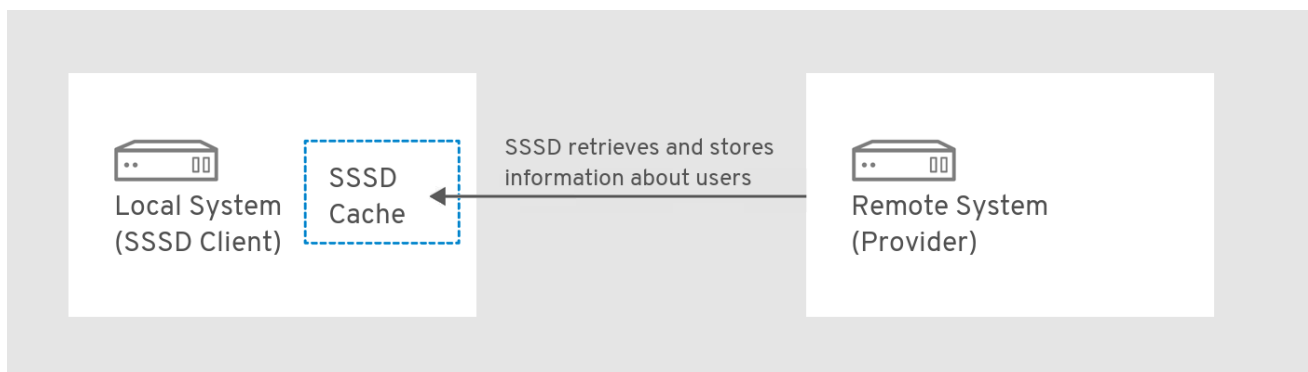 Local System
(SSSD Client)
SSSD
Cache
SSSD retrieves and stores
information about users
Remote System
(Provider)